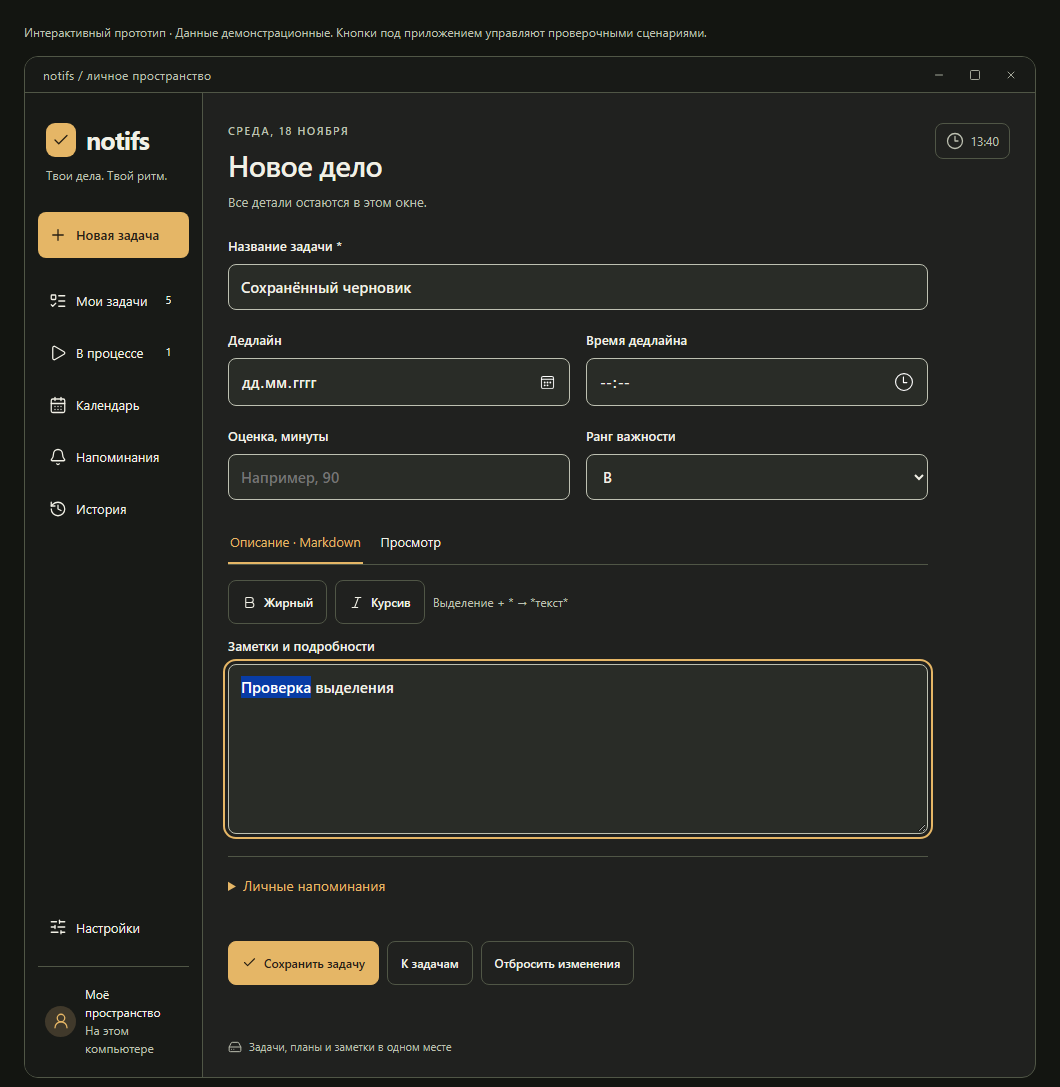 Интерактивный прототип · Данные демонстрационные. Кнопки под приложением управляют проверочными сценариями.
notifs / личное пространство
notifs
Твои дела. Твой ритм.
Новая задача
Мои задачи 5
В процессе 1
Календарь
Напоминания
История
Настройки
Моё
пространство
На этом
компьютере
СРЕДА, 18 НОЯБРЯ
13:40
Новое дело
Все детали остаются в этом окне.
Название задачи *
Сохранённый черновик
Дедлайн Время дедлайна
дд.мм.гггг --:--
Оценка, минуты Ранг важности
Например, 90 B
Описание · Markdown Просмотр
B Жирный I Курсив Выделение + * → *текст*
Заметки и подробности
Проверка выделения
Личные напоминания
Сохранить задачу К задачам Отбросить изменения
Задачи, планы и заметки в одном месте